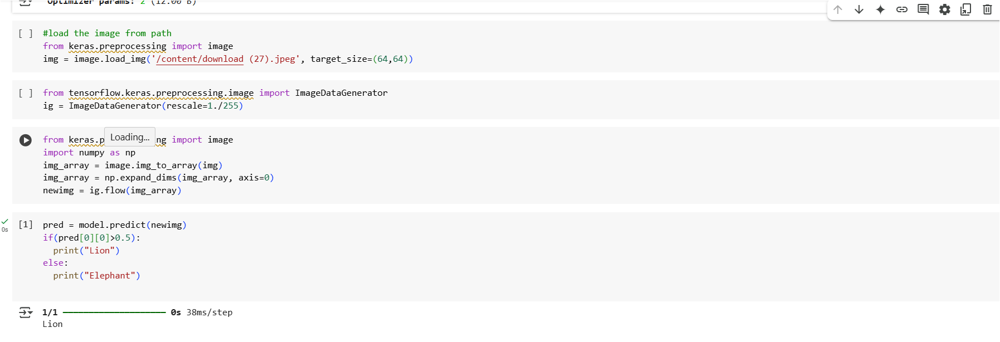 Optimizer params: 2 (12.00 B)
[ ] #load the image from path
from keras.preprocessing import image
img = image.load_img('/content/download (27).jpeg', target_size=(64,64))
[ ] from tensorflow.keras.preprocessing.image import ImageDataGenerator
ig = ImageDataGenerator(rescale=1./255)
from keras.p Loading... ng import image
import numpy as np
img_array = image.img_to_array(img)
img_array = np.expand_dims(img_array, axis=0)
newimg = ig.flow(img_array)
0s
[1] pred = model.predict(newimg)
if(pred[0][0]>0.5):
  print("Lion")
else:
  print("Elephant")
1/1 0s 38ms/step
Lion